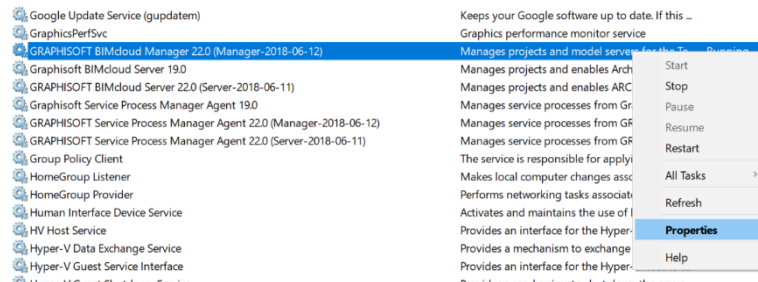 Google Update Service (gupdatem) Keeps your Google software up to date. If this ...
GraphicsPerfSvc Graphics performance monitor service
GRAPHISOFT BIMcloud Manager 22.0 (Manager-2018-06-12) Manages projects and model servers for the Te... Running
Graphisoft BIMcloud Server 19.0 Manages projects and enables Arch
GRAPHISOFT BIMcloud Server 22.0 (Server-2018-06-11) Manages projects and enables ARC
Graphisoft Service Process Manager Agent 19.0 Manages service processes from Gr
GRAPHISOFT Service Process Manager Agent 22.0 (Manager-2018-06-12) Manages service processes from GR
GRAPHISOFT Service Process Manager Agent 22.0 (Server-2018-06-11) Manages service processes from GR
Group Policy Client The service is responsible for applyi
HomeGroup Listener Makes local computer changes asso
HomeGroup Provider Performs networking tasks associat
Human Interface Device Service Activates and maintains the use of
HV Host Service Provides an interface for the Hyper-
Hyper-V Data Exchange Service Provides a mechanism to exchange
Hyper-V Guest Service Interface Provides an interface for the Hyper-
Start
Stop
Pause
Resume
Restart
All Tasks
Refresh
Properties
Help